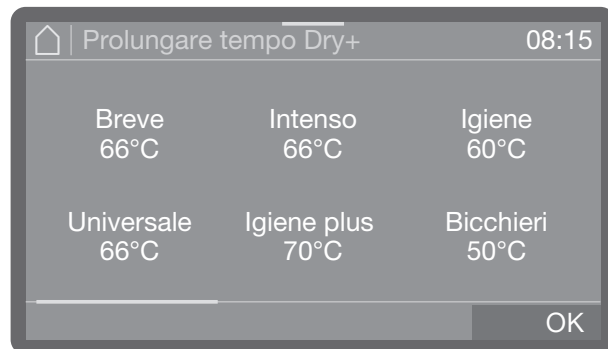 Prolungare tempo Dry+ 08:15
Breve Intenso Igiene
66°C 66°C 60°C
Universale Igiene plus Bicchieri
66°C 70°C 50°C
OK